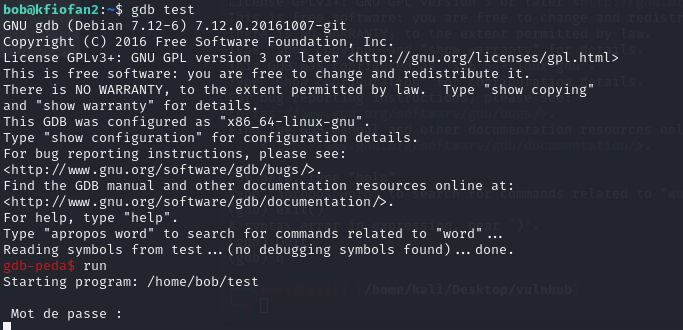 bob@kfiofan2:~$ gdb test
GNU gdb (Debian 7.12-6) 7.12.0.20161007-git
Copyright (C) 2016 Free Software Foundation, Inc.
License GPLv3+: GNU GPL version 3 or later <http://gnu.org/licenses/gpl.html>
This is free software: you are free to change and redistribute it.
There is NO WARRANTY, to the extent permitted by law.  Type "show copying"
and "show warranty" for details.
This GDB was configured as "x86_64-linux-gnu".
Type "show configuration" for configuration details.
For bug reporting instructions, please see:
<http://www.gnu.org/software/gdb/bugs/>.
Find the GDB manual and other documentation resources online at:
<http://www.gnu.org/software/gdb/documentation/>.
For help, type "help".
Type "apropos word" to search for commands related to "word"...
Reading symbols from test...(no debugging symbols found)...done.
gdb-peda$ run
Starting program: /home/bob/test
Mot de passe :
/home/kali/Desktop/vulnhub